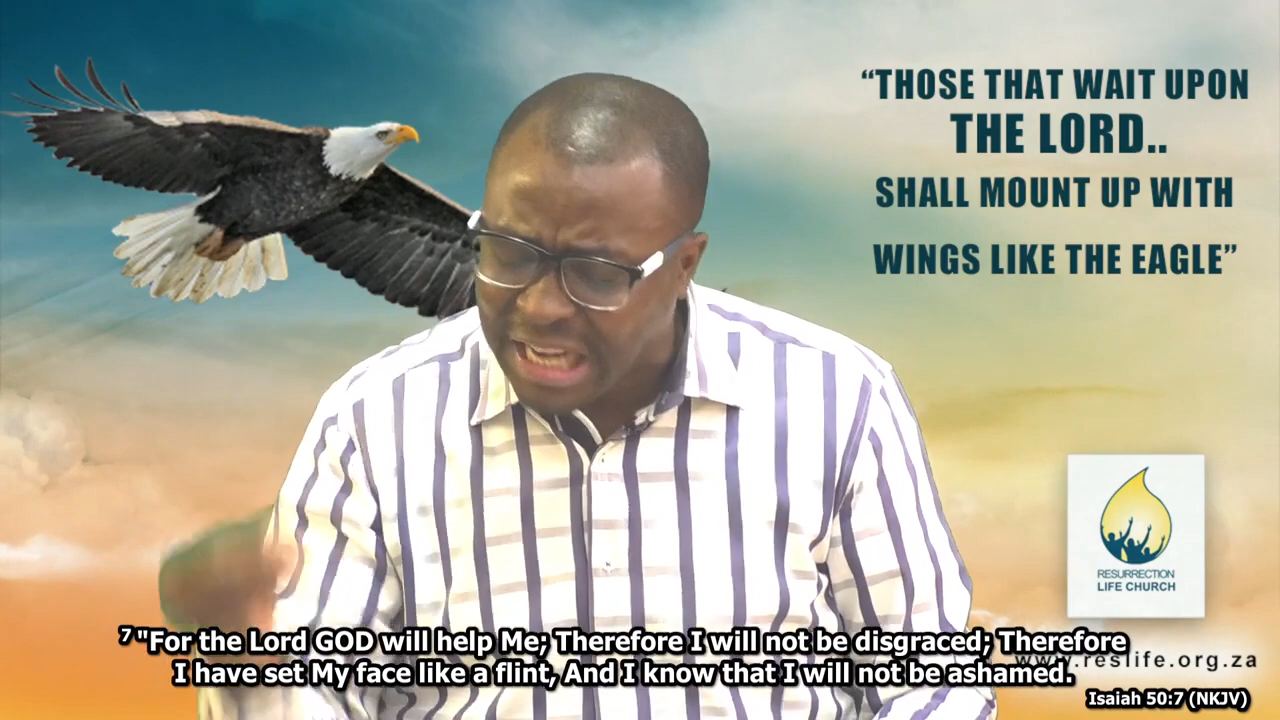 “THOSE THAT WAIT UPON
THE LORD..
SHALL MOUNT UP WITH
WINGS LIKE THE EAGLE”
RESURRECTION
LIFE CHURCH
www.reslife.org.za
7 "For the Lord GOD will help Me; Therefore I will not be disgraced; Therefore
I have set My face like a flint, And I know that I will not be ashamed.
Isaiah 50:7 (NKJV)